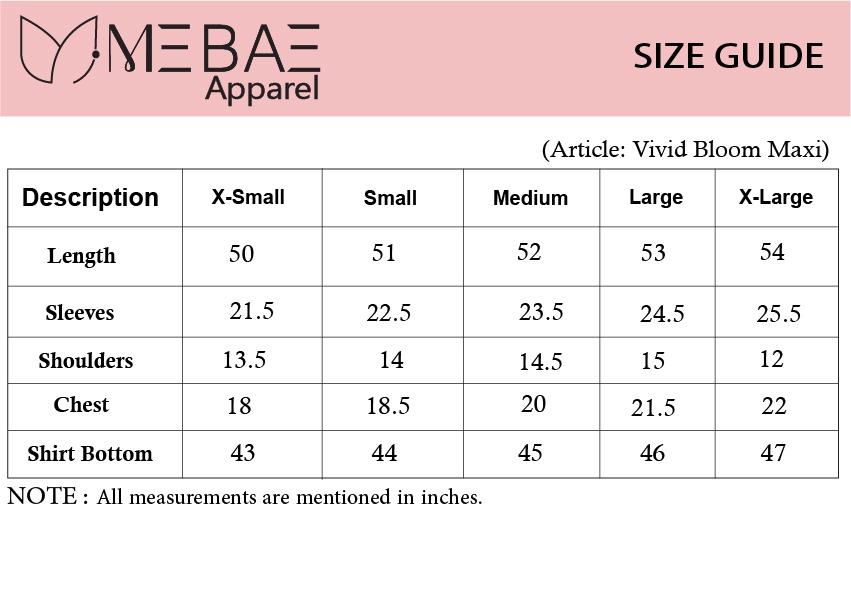 MEBAE
Apparel
SIZE GUIDE
(Article: Vivid Bloom Maxi)
Description X-Small Small Medium Large X-Large
Length 50 51 52 53 54
Sleeves 21.5 22.5 23.5 24.5 25.5
Shoulders 13.5 14 14.5 15 12
Chest 18 18.5 20 21.5 22
Shirt Bottom 43 44 45 46 47
NOTE : All measurements are mentioned in inches.